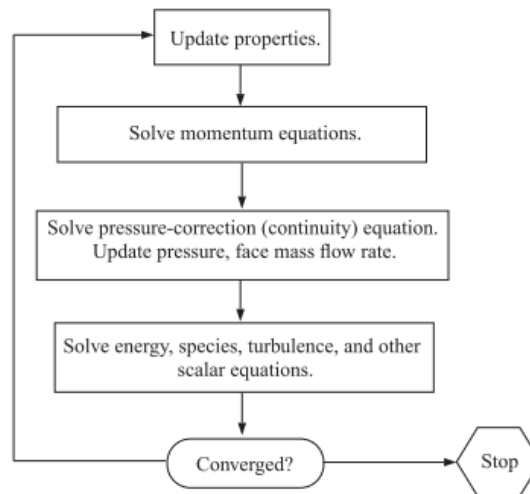 Update properties.
Solve momentum equations.
Solve pressure-correction (continuity) equation.
Update pressure, face mass flow rate.
Solve energy, species, turbulence, and other
scalar equations.
Converged?
Stop